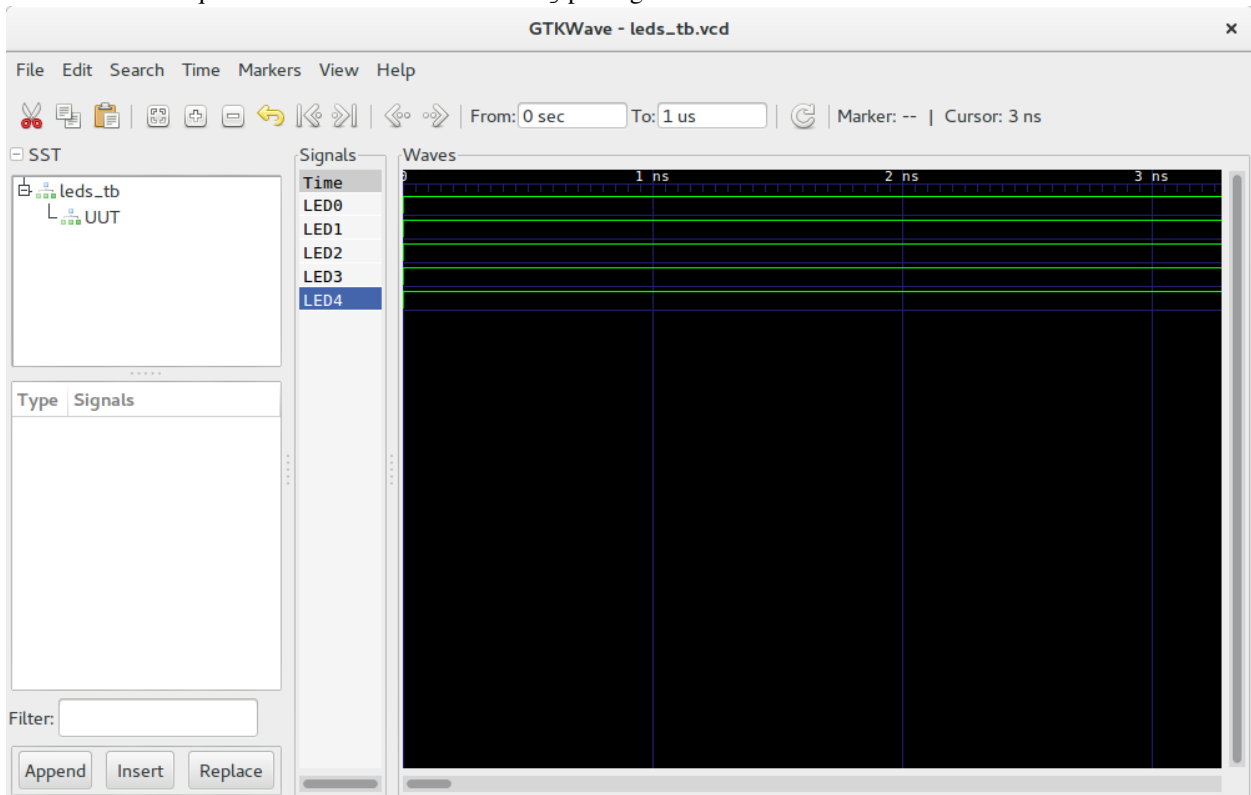 GTKWave - leds_tb.vcd
File Edit Search Time Markers View Help
From: 0 sec To: 1 us Marker: -- | Cursor: 3 ns
SST
leds_tb
UUT
Type Signals
Filter:
Append Insert Replace
Signals
Time
LED0
LED1
LED2
LED3
LED4
Waves
0 1 ns 2 ns 3 ns